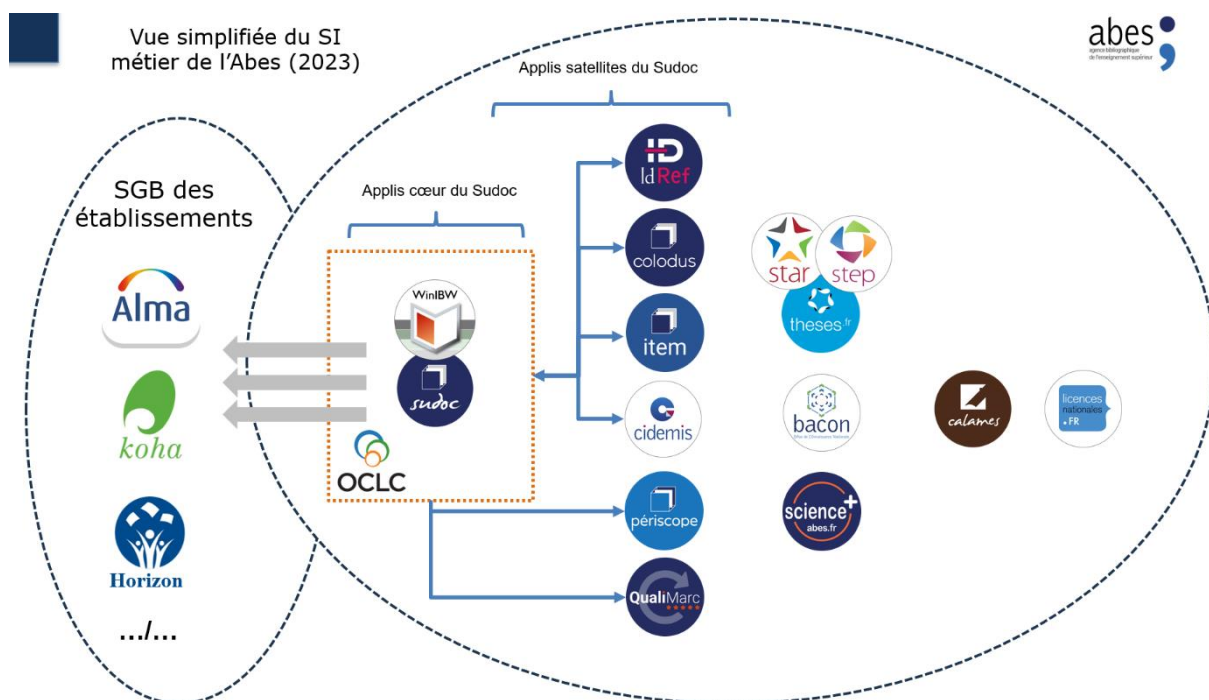 Vue simplifiée du SI
métier de l'Abes (2023)
abes
agence bibliographique
de l'enseignement supérieur
Applis satellites du Sudoc
SGB des
établissements
Applis cœur du Sudoc
Alma
koha
Horizon
.../...
WinIBW
sudoc
OCLC
IdRef
colodus
item
cidemis
périscope
QualiMarc
star
step
theses.fr
bacon
science+
abes.fr
calames
licences
nationales
.FR